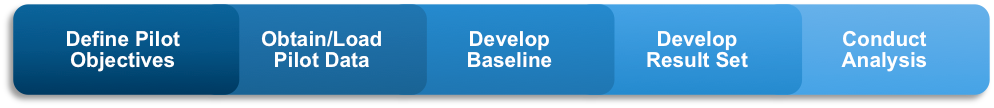 Define Pilot
Objectives
Obtain/Load
Pilot Data
Develop
Baseline
Develop
Result Set
Conduct
Analysis